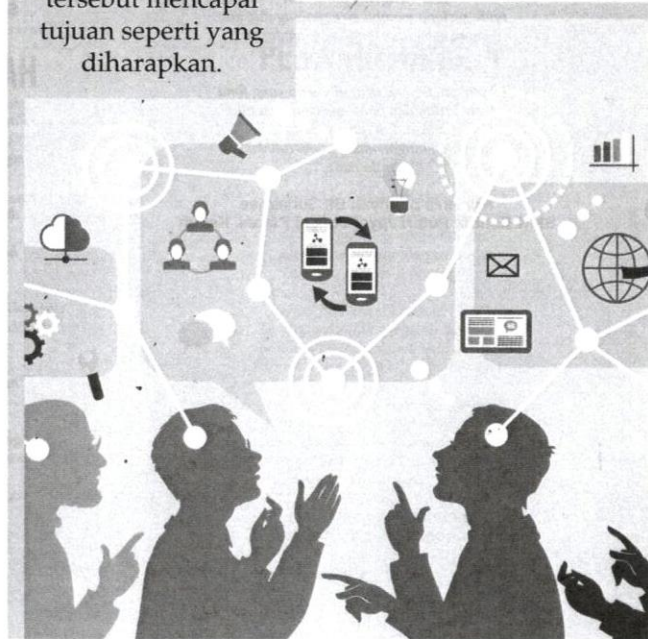 tersebut mencapai
tujuan seperti yang
diharapkan.